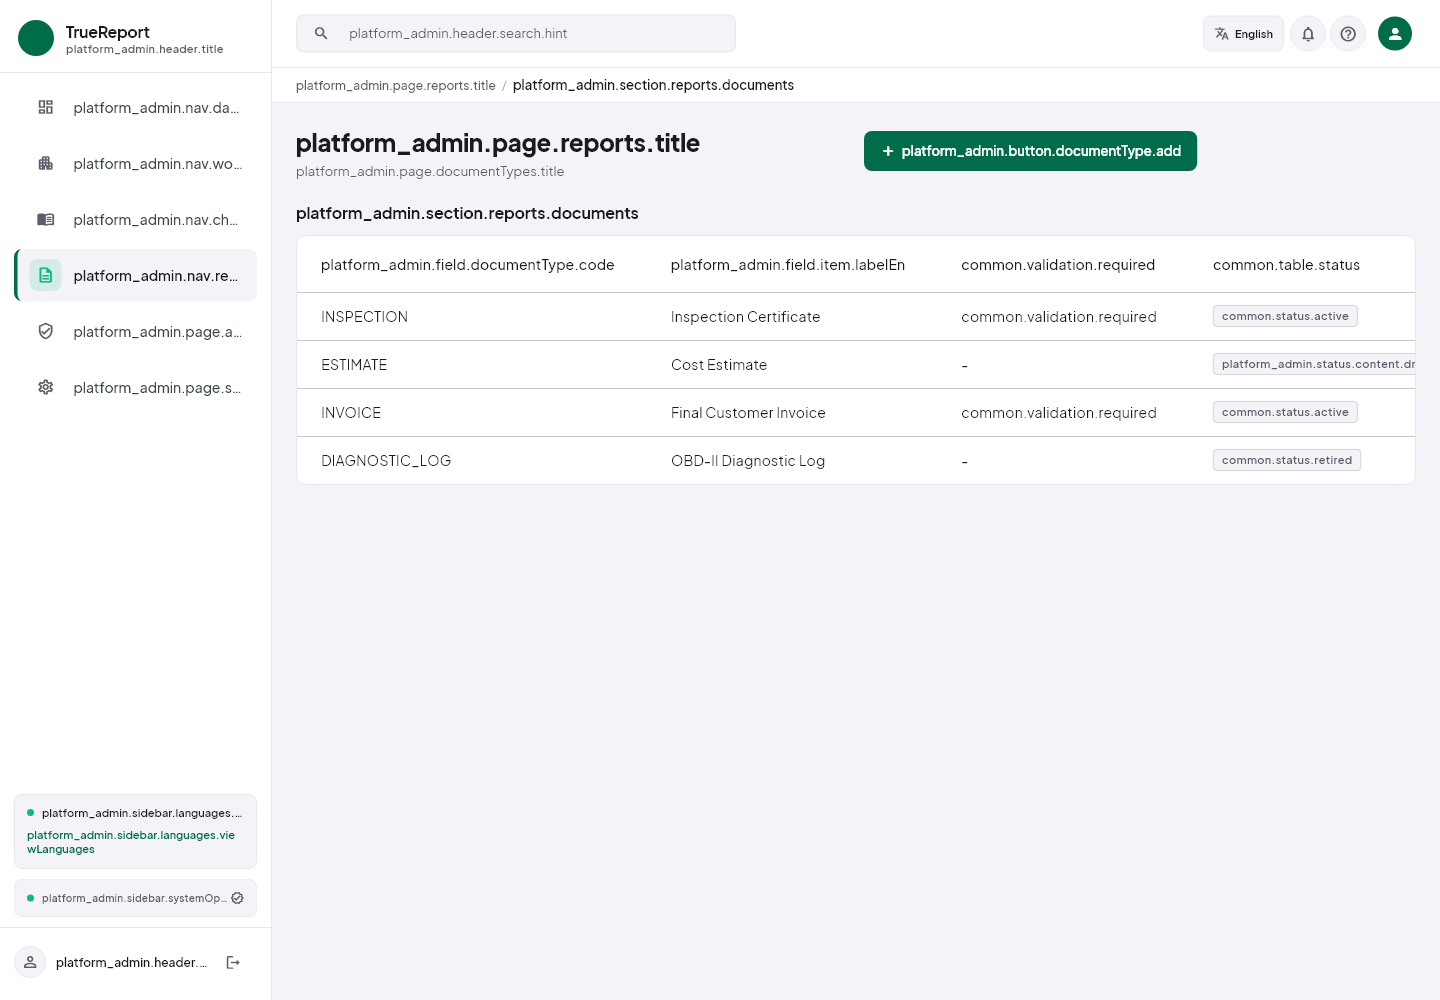 TrueReport
platform_admin.header.title
platform_admin.nav.da…
platform_admin.nav.wo…
platform_admin.nav.ch…
platform_admin.nav.re…
platform_admin.page.a…
platform_admin.page.s…
platform_admin.sidebar.languages.…
platform_admin.sidebar.languages.vie
wLanguages
platform_admin.sidebar.systemOp…
platform_admin.header.…
platform_admin.header.search.hint
English
platform_admin.page.reports.title / platform_admin.section.reports.documents
platform_admin.page.reports.title
platform_admin.page.documentTypes.title
+ platform_admin.button.documentType.add
platform_admin.section.reports.documents
platform_admin.field.documentType.code platform_admin.field.item.labelEn common.validation.required common.table.status
INSPECTION Inspection Certificate common.validation.required common.status.active
ESTIMATE Cost Estimate - platform_admin.status.content.dr
INVOICE Final Customer Invoice common.validation.required common.status.active
DIAGNOSTIC_LOG OBD-II Diagnostic Log - common.status.retired